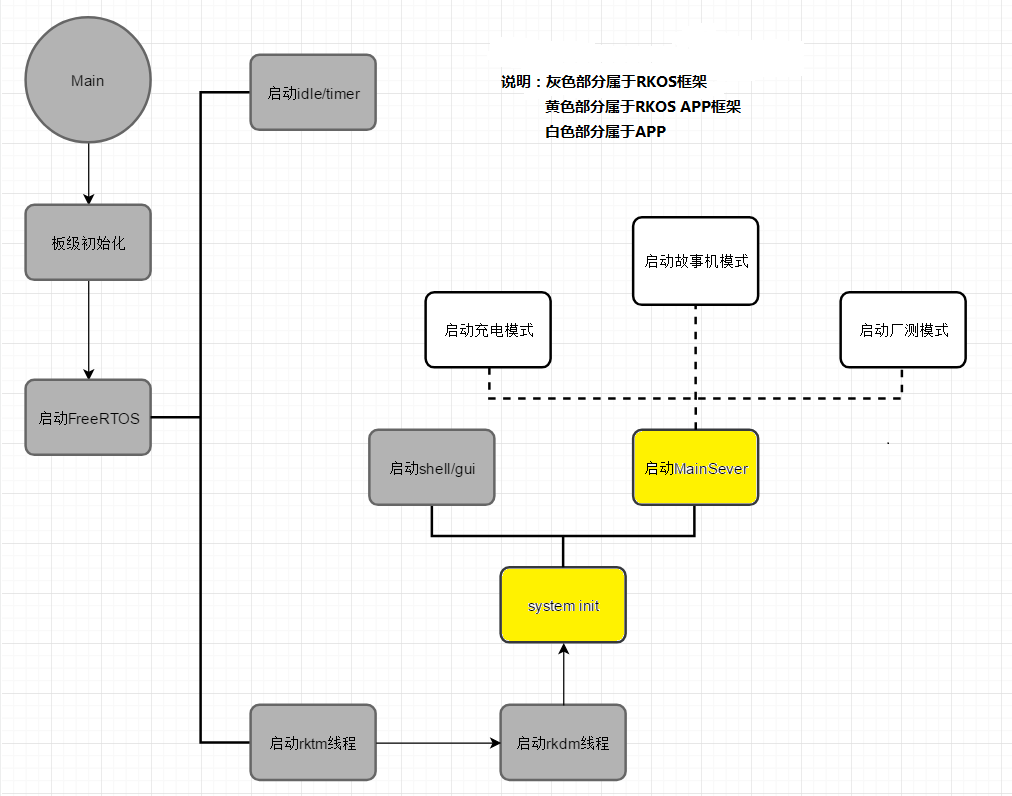 Main
启动idle/timer
说明：灰色部分属于RKOS框架
黄色部分属于RKOS APP框架
白色部分属于APP
板级初始化
启动故事机模式
启动充电模式
启动厂测模式
启动FreeRTOS
启动shell/gui
启动MainSever
system init
启动rktm线程
启动rkdm线程